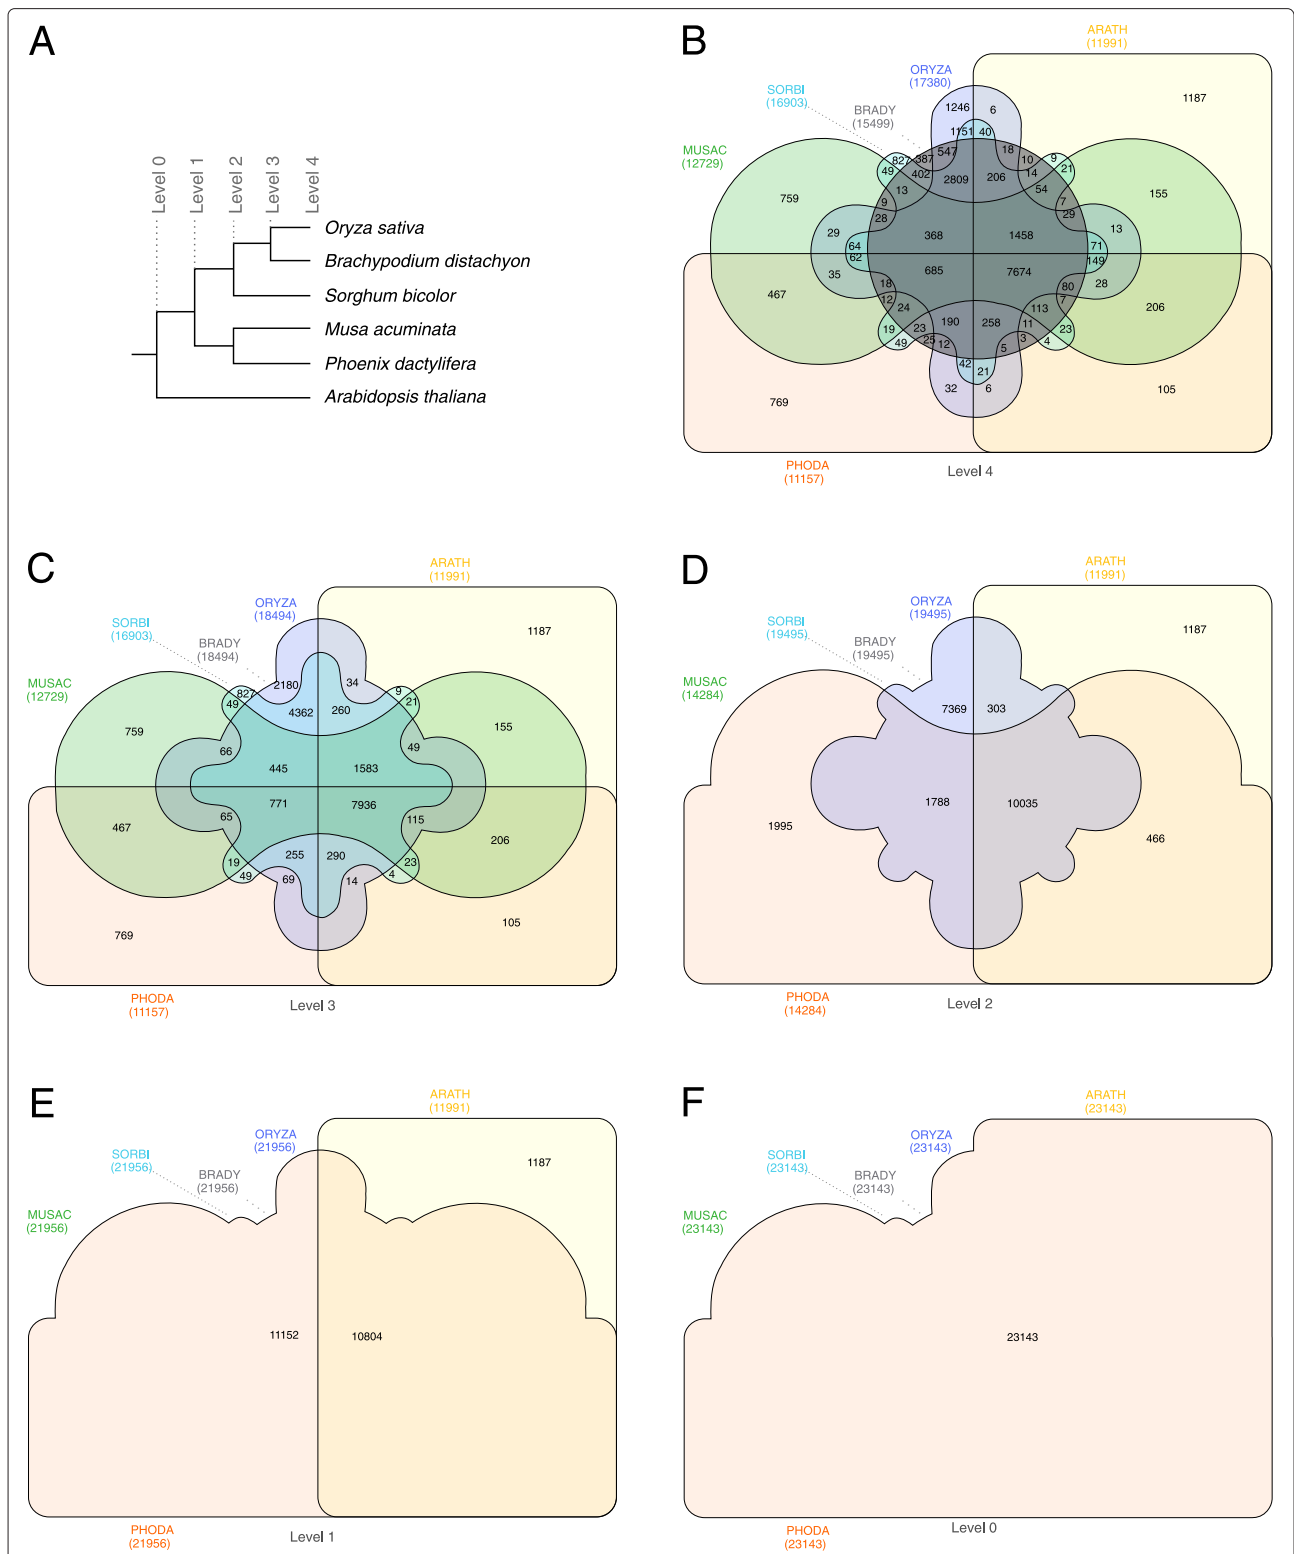 A
Level 0
Level 1
Level 2
Level 3
Level 4
Oryza sativa
Brachypodium distachyon
Sorghum bicolor
Musa acuminata
Phoenix dactylifera
Arabidopsis thaliana
B
ARATH
(11991)
ORYZA
(17380)
SORBI
(16903)
BRADY
(15499)
MUSAC
(12729)
1187
1246 6
1151 40
547 18
827 387 10 9
49 402 14 21
2809 206
13 54
759 155
9 7
28 29
29 13
368 1458
64 71
62 149
685 7674
35 28
18 80
467 206
12 7
24 113
190 258
19 23 11 23
49 25 12 5 3 4
42 21
32 6
769 105
PHODA
(11157)
Level 4
C
ARATH
(11991)
ORYZA
(18494)
SORBI
(16903)
BRADY
(18494)
MUSAC
(12729)
1187
2180 34
827 9
49 21
4362 260
759 155
66 49
445 1583
771 7936
65 115
467 206
255 290
19 23
49 4
69 14
769 105
PHODA
(11157)
Level 3
D
ARATH
(11991)
ORYZA
(19495)
SORBI
(19495)
BRADY
(19495)
MUSAC
(14284)
1187
7369 303
1788 10035
1995 466
PHODA
(14284)
Level 2
E
ARATH
(11991)
ORYZA
(21956)
SORBI
(21956)
BRADY
(21956)
MUSAC
(21956)
1187
11152 10804
PHODA
(21956)
Level 1
F
ARATH
(23143)
ORYZA
(23143)
SORBI
(23143)
BRADY
(23143)
MUSAC
(23143)
23143
PHODA
(23143)
Level 0